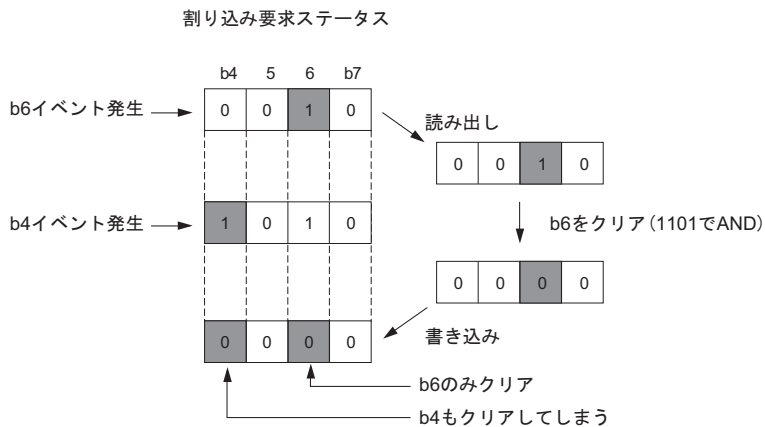 割り込み要求ステータス
b4 5 6 b7
b6イベント発生
0 0 1 0
読み出し
0 0 1 0
b4イベント発生
1 0 1 0
b6をクリア(1101でAND)
0 0 0 0
書き込み
0 0 0 0
b6のみクリア
b4もクリアしてしまう